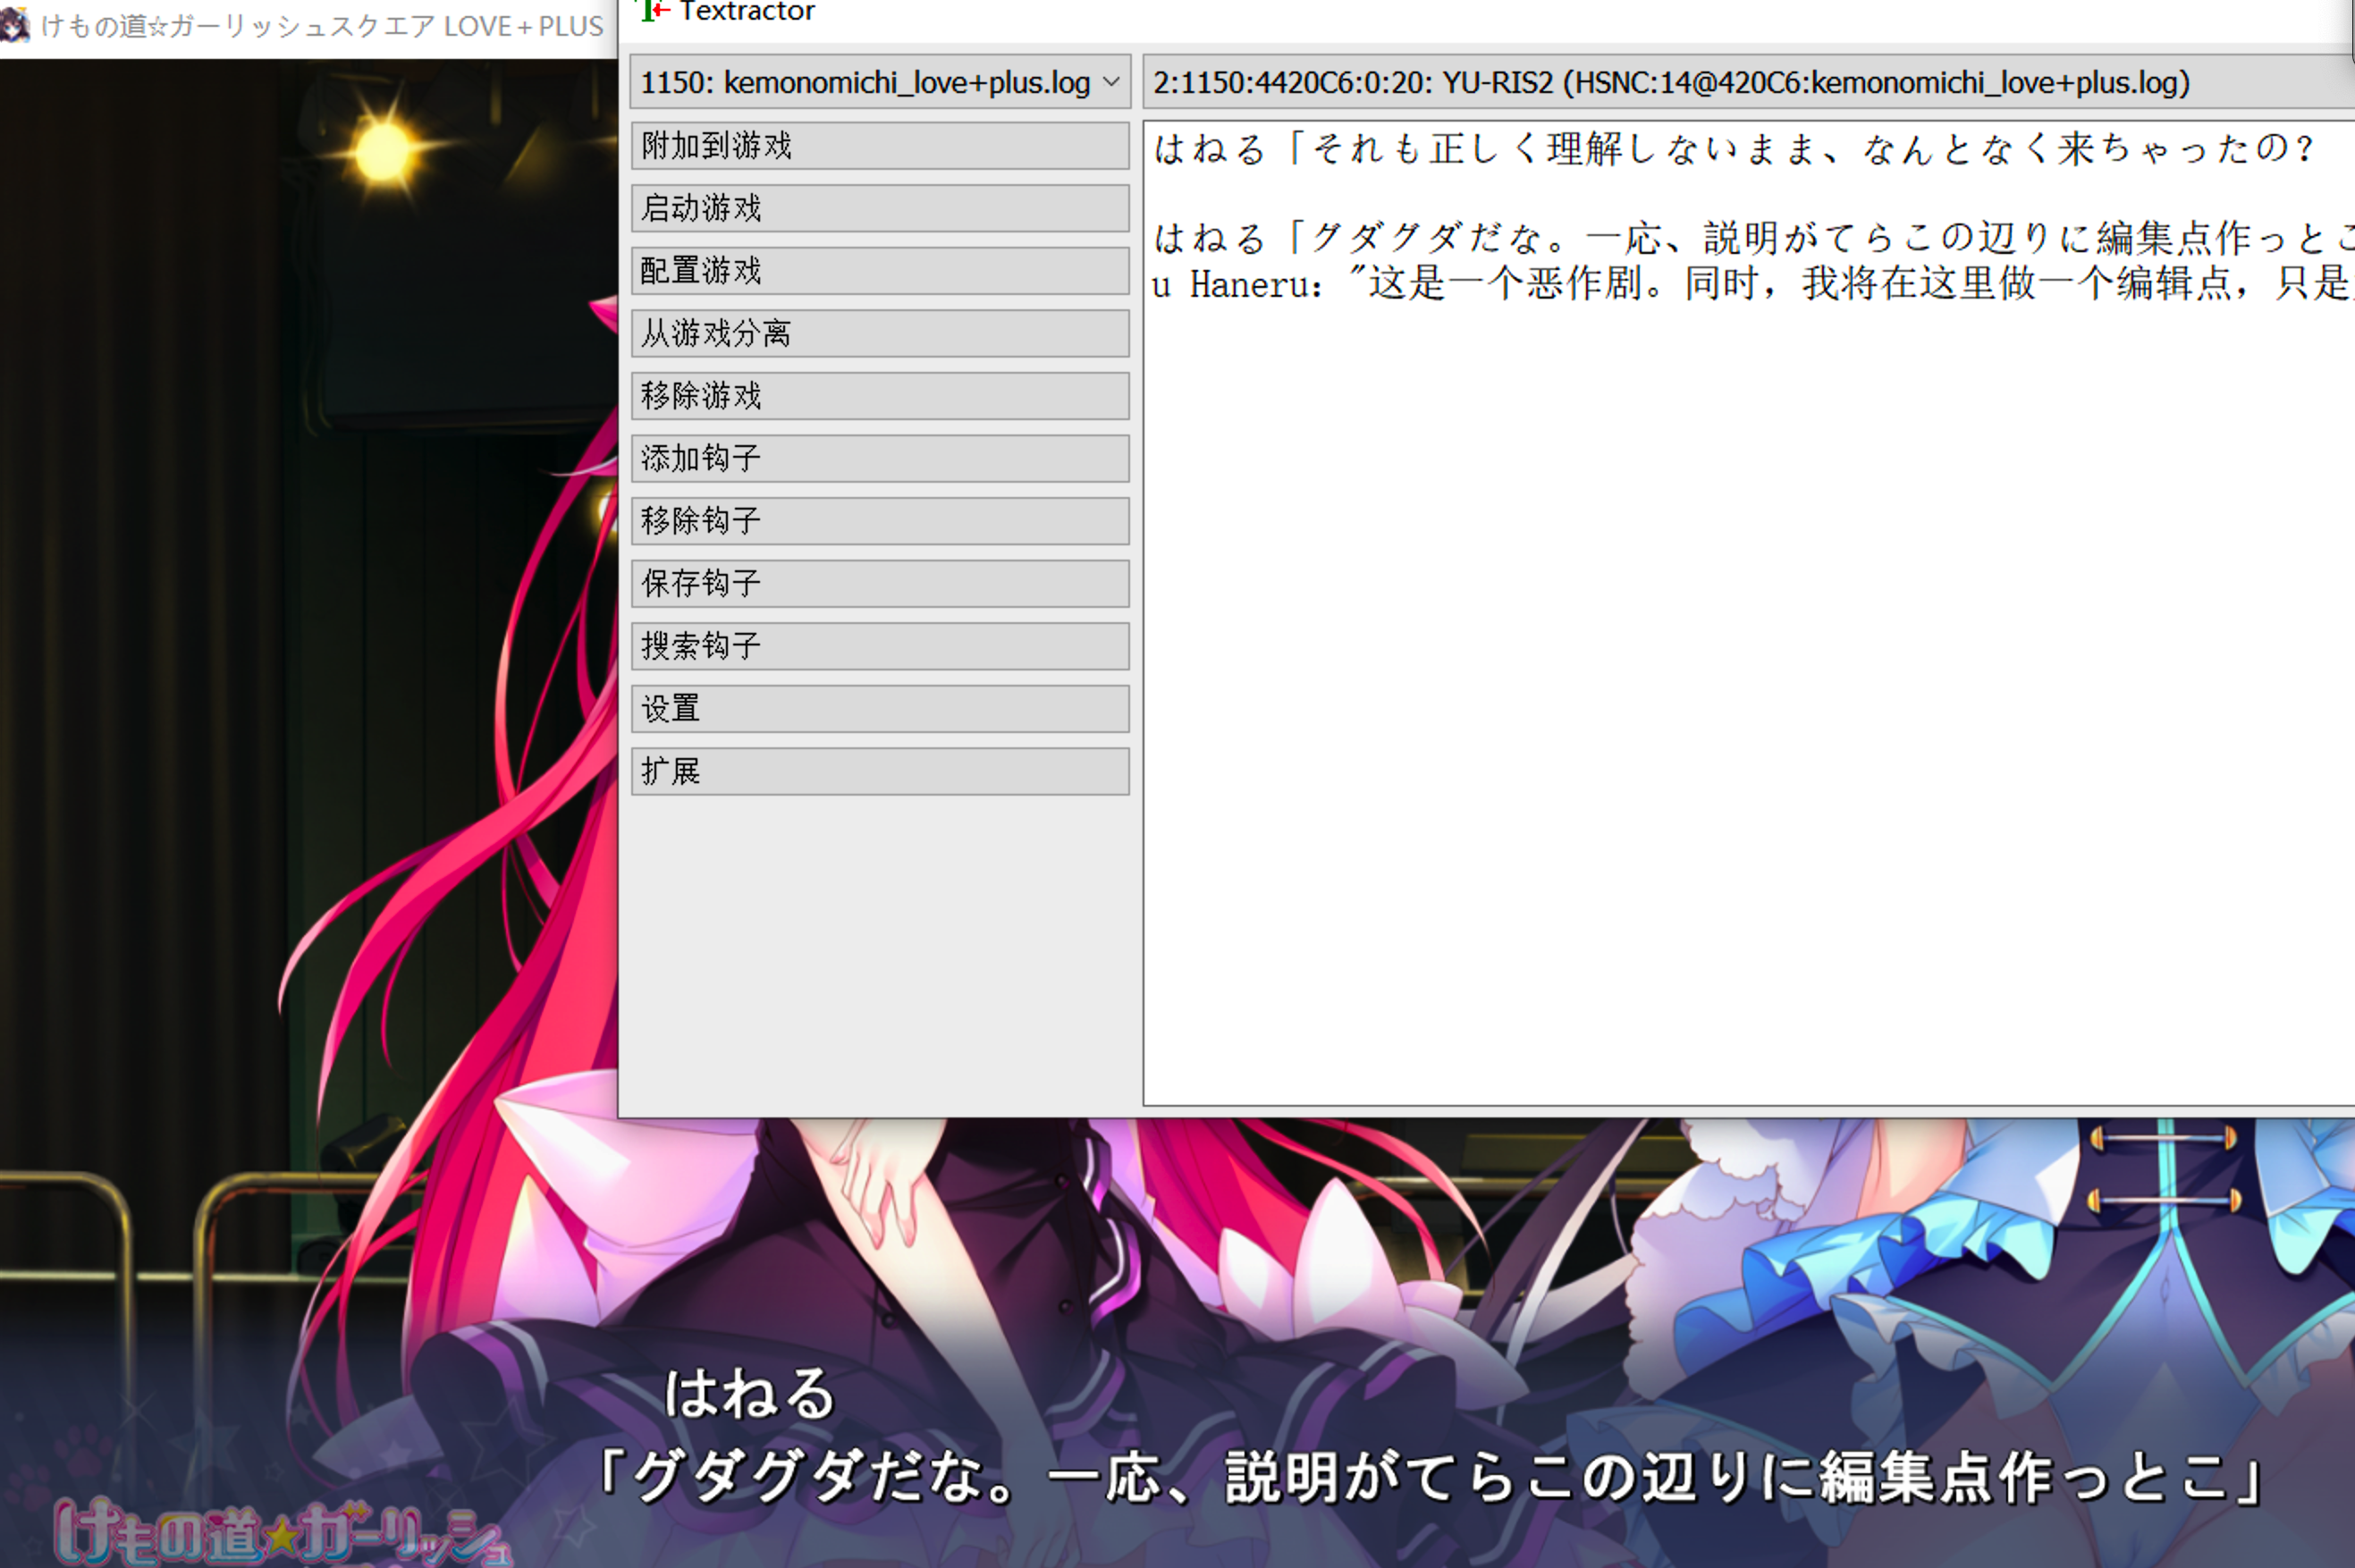 けもの道☆ガーリッシュスクエア LOVE+PLUS
Textractor
1150: kemonomichi_love+plus.log
2:1150:4420C6:0:20: YU-RIS2 (HSNC:14@420C6:kemonomichi_love+plus.log)
附加到游戏
启动游戏
配置游戏
从游戏分离
移除游戏
添加钩子
移除钩子
保存钩子
搜索钩子
设置
扩展
はねる「それも正しく理解しないまま、なんとなく来ちゃったの？
はねる「グダグダだな。一応、説明がてらこの辺りに編集点作っとこ
u Haneru："这是一个恶作剧。同时，我将在这里做一个编辑点，只是
はねる
「グダグダだな。一応、説明がてらこの辺りに編集点作っとこ」
けもの道★ガーリッシュ